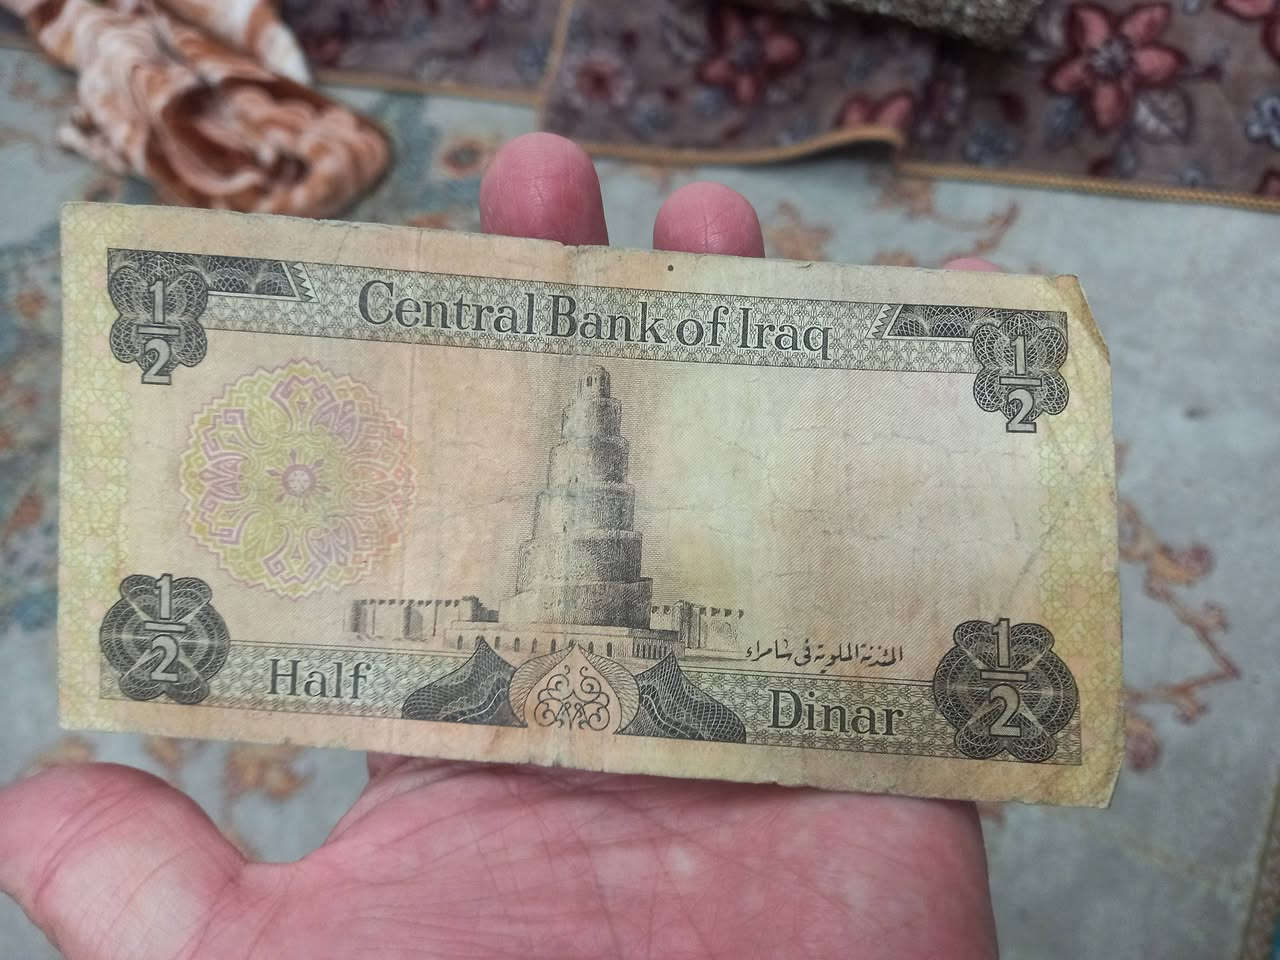 Central Bank of Iraq
1/2
1/2
المئذنة الملوية في سامراء
1/2
Half
Dinar
1/2